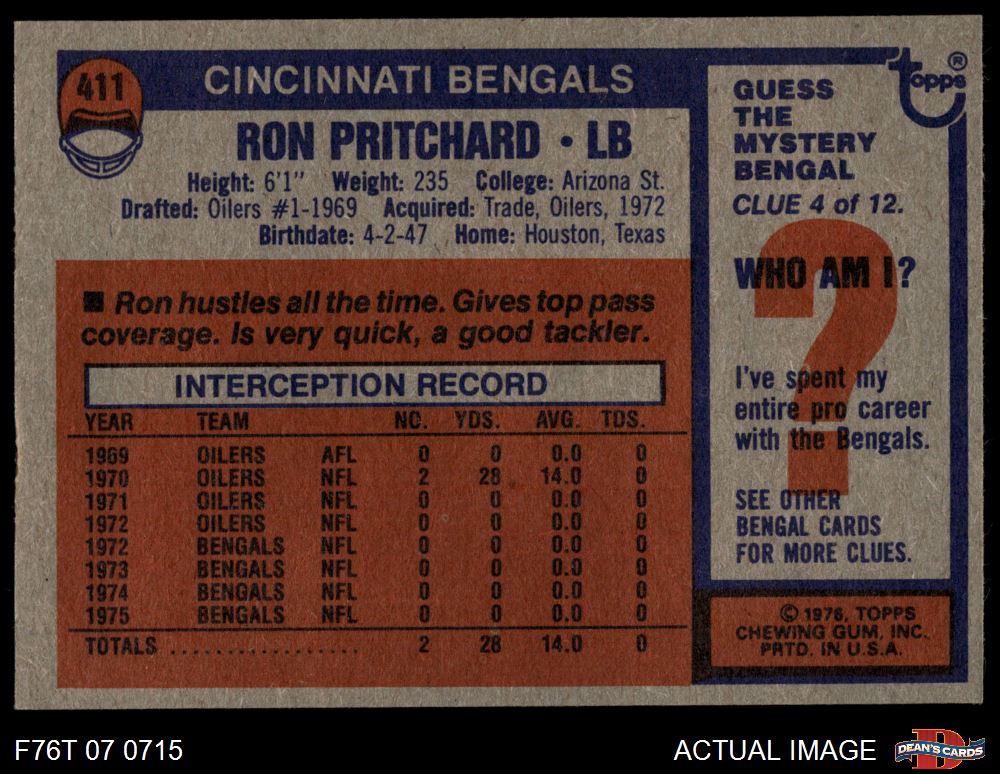 411
CINCINNATI BENGALS
RON PRITCHARD • LB
Height: 6'1" Weight: 235 College: Arizona St.
Drafted: Oilers #1-1969 Acquired: Trade, Oilers, 1972
Birthdate: 4-2-47 Home: Houston, Texas
■ Ron hustles all the time. Gives top pass
coverage. Is very quick, a good tackler.
INTERCEPTION RECORD
YEAR TEAM NO. YDS. AVG. TDS.
1969 OILERS AFL 0 0 0.0 0
1970 OILERS NFL 2 28 14.0 0
1971 OILERS NFL 0 0 0.0 0
1972 OILERS NFL 0 0 0.0 0
1972 BENGALS NFL 0 0 0.0 0
1973 BENGALS NFL 0 0 0.0 0
1974 BENGALS NFL 0 0 0.0 0
1975 BENGALS NFL 0 0 0.0 0
TOTALS .................... 2 28 14.0 0
topps ®
GUESS
THE
MYSTERY
BENGAL
CLUE 4 of 12.
WHO AM I?
?
I've spent my
entire pro career
with the Bengals.
SEE OTHER
BENGAL CARDS
FOR MORE CLUES.
© 1976, TOPPS
CHEWING GUM, INC.
PRTD. IN U.S.A.
F76T 07 0715
ACTUAL IMAGE
D
DEAN'S CARDS